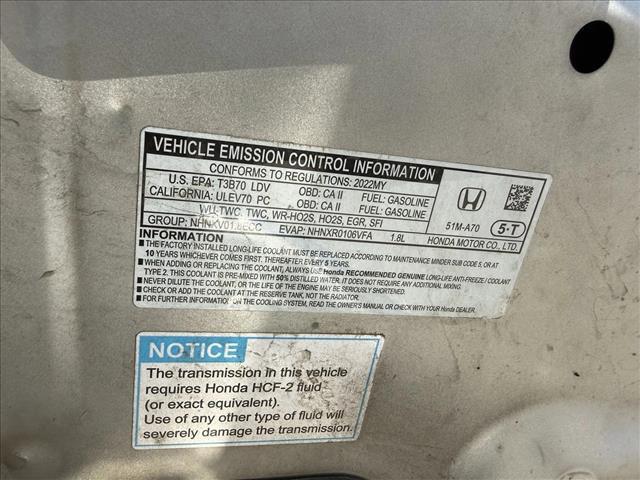 VEHICLE EMISSION CONTROL INFORMATION
CONFORMS TO REGULATIONS: 2022MY
U.S. EPA: T3B70 LDV OBD: CA II FUEL: GASOLINE
CALIFORNIA: ULEV70 PC OBD: CA II FUEL: GASOLINE
WU-TWC, TWC, WR-HO2S, HO2S, EGR, SFI
GROUP: NHNXV01.8ECC EVAP: NHNXR0106VFA 1.8L
51M-A70 5-T
HONDA MOTOR CO., LTD.
IMPORTANT
■ THE FACTORY INSTALLED LONG-LIFE COOLANT MUST BE REPLACED ACCORDING TO MAINTENANCE MINDER SUB CODE 5, OR AT
10 YEARS WHICHEVER COMES FIRST. THEREAFTER EVERY 5 YEARS.
■ WHEN ADDING OR REPLACING THE COOLANT, ALWAYS USE HONDA RECOMMENDED GENUINE LONG-LIFE ANTI-FREEZE / COOLANT
TYPE 2. THIS COOLANT IS PRE-MIXED WITH 50% DISTILLED WATER. IT DOES NOT REQUIRE ANY ADDITIONAL MIXING.
■ NEVER DILUTE THE COOLANT, OR THE ENGINE MAY BE SERIOUSLY SHORTENED.
■ CHECK OR ADD THE COOLANT AT THE RESERVE TANK, NOT THE RADIATOR.
■ FOR FURTHER INFORMATION ON THE COOLING SYSTEM, READ THE OWNER'S MANUAL OR CHECK WITH YOUR Honda DEALER.
NOTICE
The transmission in this vehicle
requires Honda HCF-2 fluid
(or exact equivalent).
Use of any other type of fluid will
severely damage the transmission.